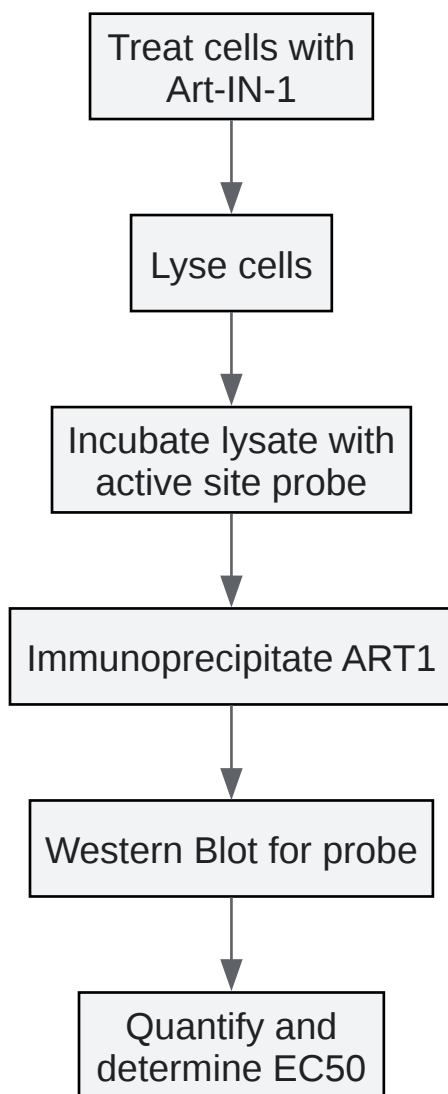 Treat cells with
Art-IN-1
Lyse cells
Incubate lysate with
active site probe
Immunoprecipitate ART1
Western Blot for probe
Quantify and
determine EC50